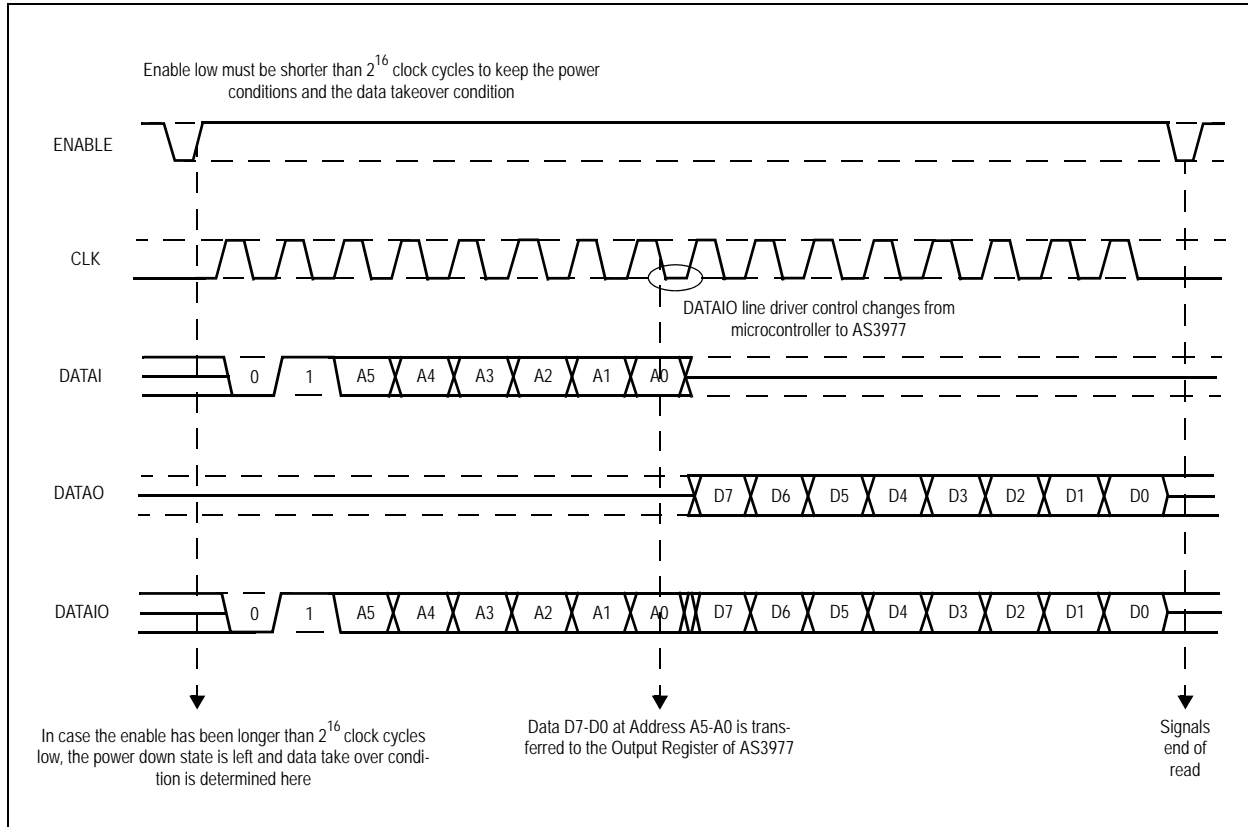 Enable low must be shorter than 2^16 clock cycles to keep the power
conditions and the data takeover condition
ENABLE
CLK
DATAIO line driver control changes from
microcontroller to AS3977
DATAI
0 1 A5 A4 A3 A2 A1 A0
DATAO
D7 D6 D5 D4 D3 D2 D1 D0
DATAIO
0 1 A5 A4 A3 A2 A1 A0 D7 D6 D5 D4 D3 D2 D1 D0
In case the enable has been longer than 2^16 clock cycles
low, the power down state is left and data take over condi-
tion is determined here
Data D7-D0 at Address A5-A0 is trans-
ferred to the Output Register of AS3977
Signals
end of
read